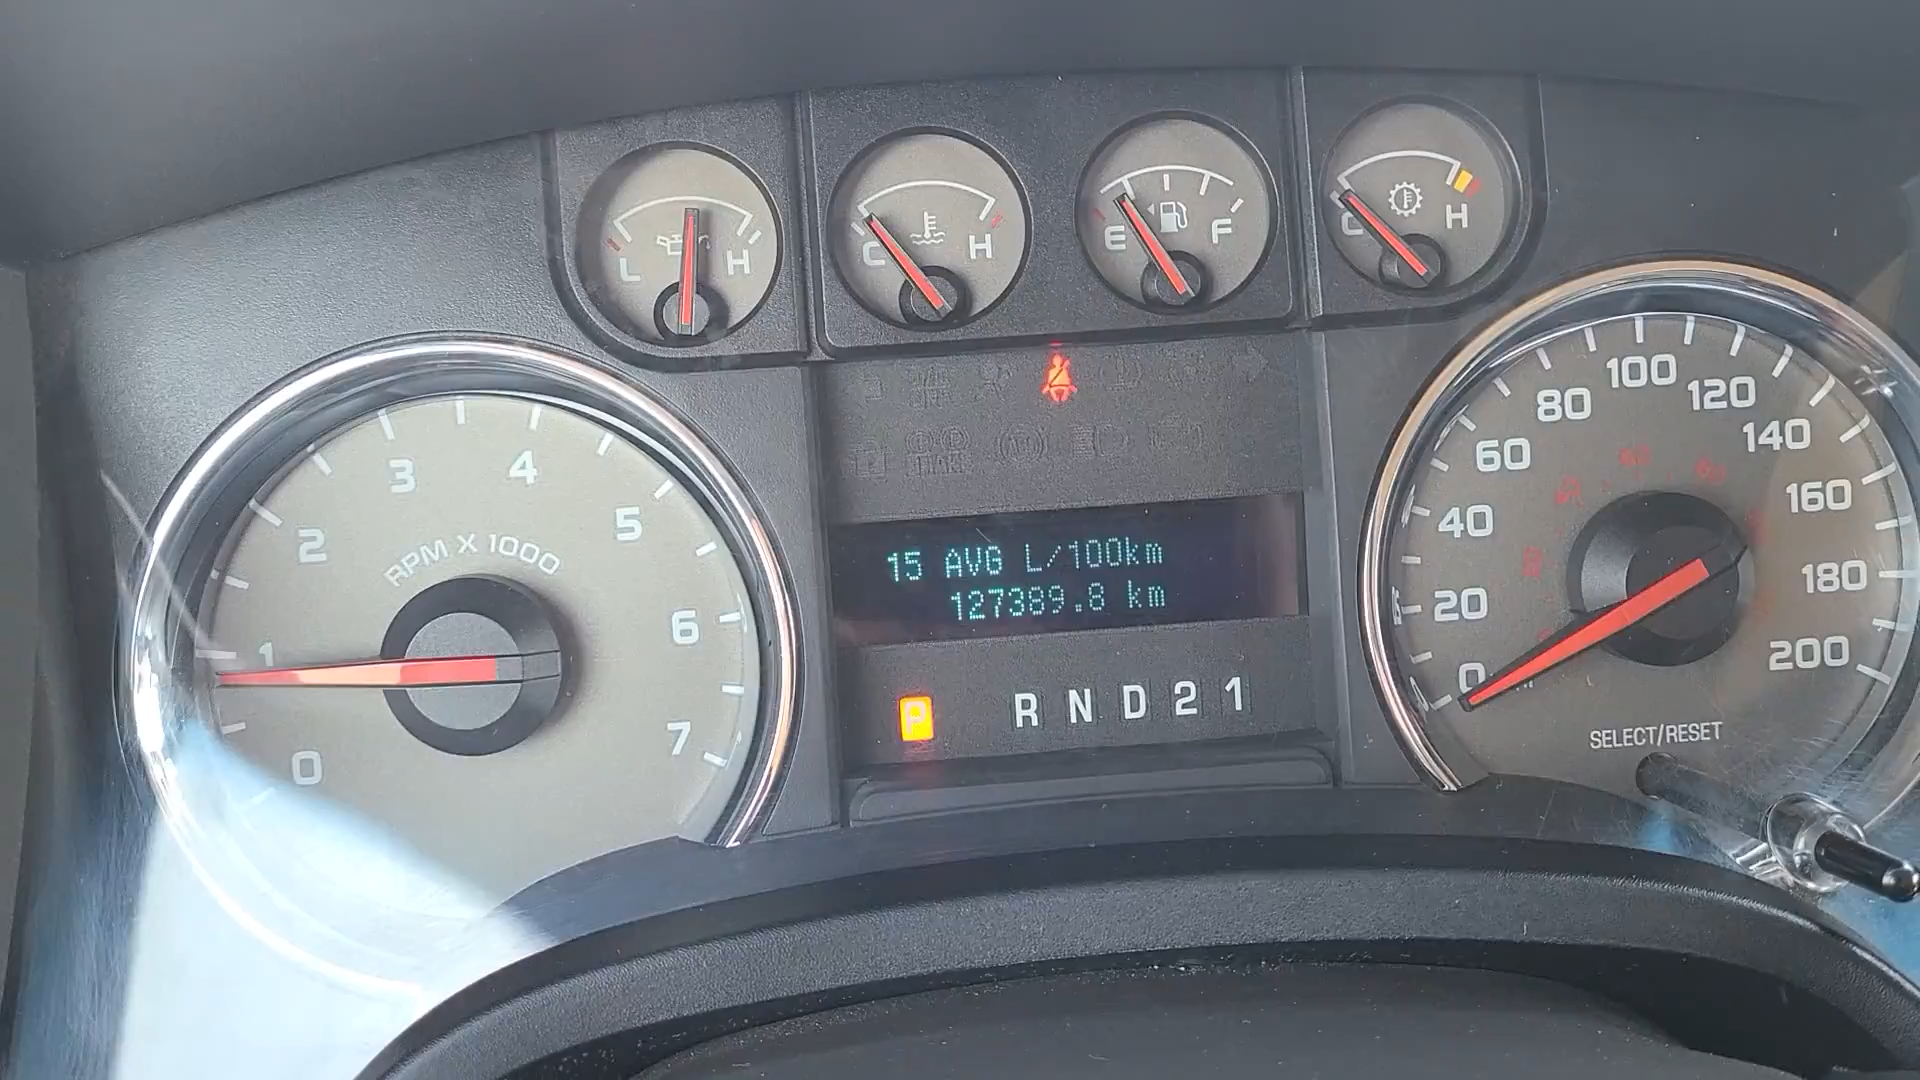 L H
C H
E F
C H
0 1 2 3 4 5 6 7
RPM X 1000
15 AVG L/100km
127389.8 km
P R N D 2 1
0 20 40 60 80 100 120 140 160 180 200
SELECT/RESET